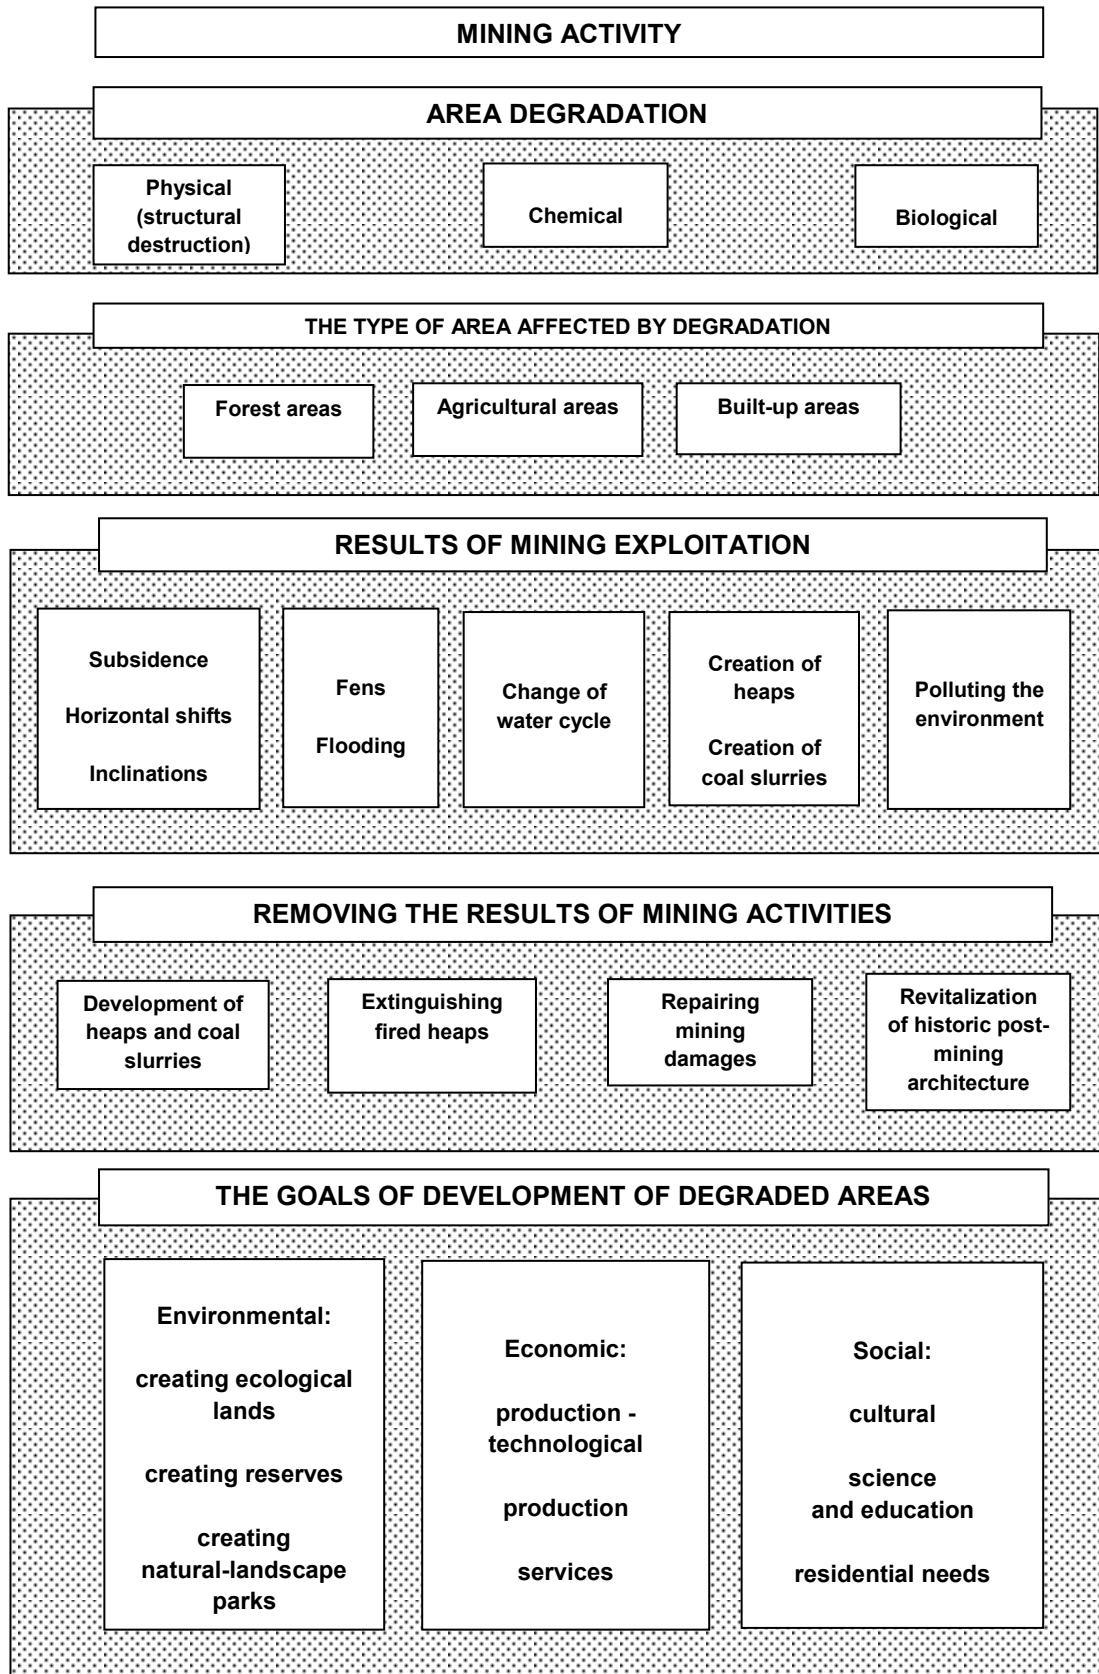 MINING ACTIVITY
AREA DEGRADATION
Physical
(structural
destruction)
Chemical
Biological
THE TYPE OF AREA AFFECTED BY DEGRADATION
Forest areas
Agricultural areas
Built-up areas
RESULTS OF MINING EXPLOITATION
Subsidence
Horizontal shifts
Inclinations
Fens
Flooding
Change of
water cycle
Creation of
heaps
Creation of
coal slurries
Polluting the
environment
REMOVING THE RESULTS OF MINING ACTIVITIES
Development of
heaps and coal
slurries
Extinguishing
fired heaps
Repairing
mining
damages
Revitalization
of historic post-
mining
architecture
THE GOALS OF DEVELOPMENT OF DEGRADED AREAS
Environmental:
creating ecological
lands
creating reserves
creating
natural-landscape
parks
Economic:
production -
technological
production
services
Social:
cultural
science
and education
residential needs